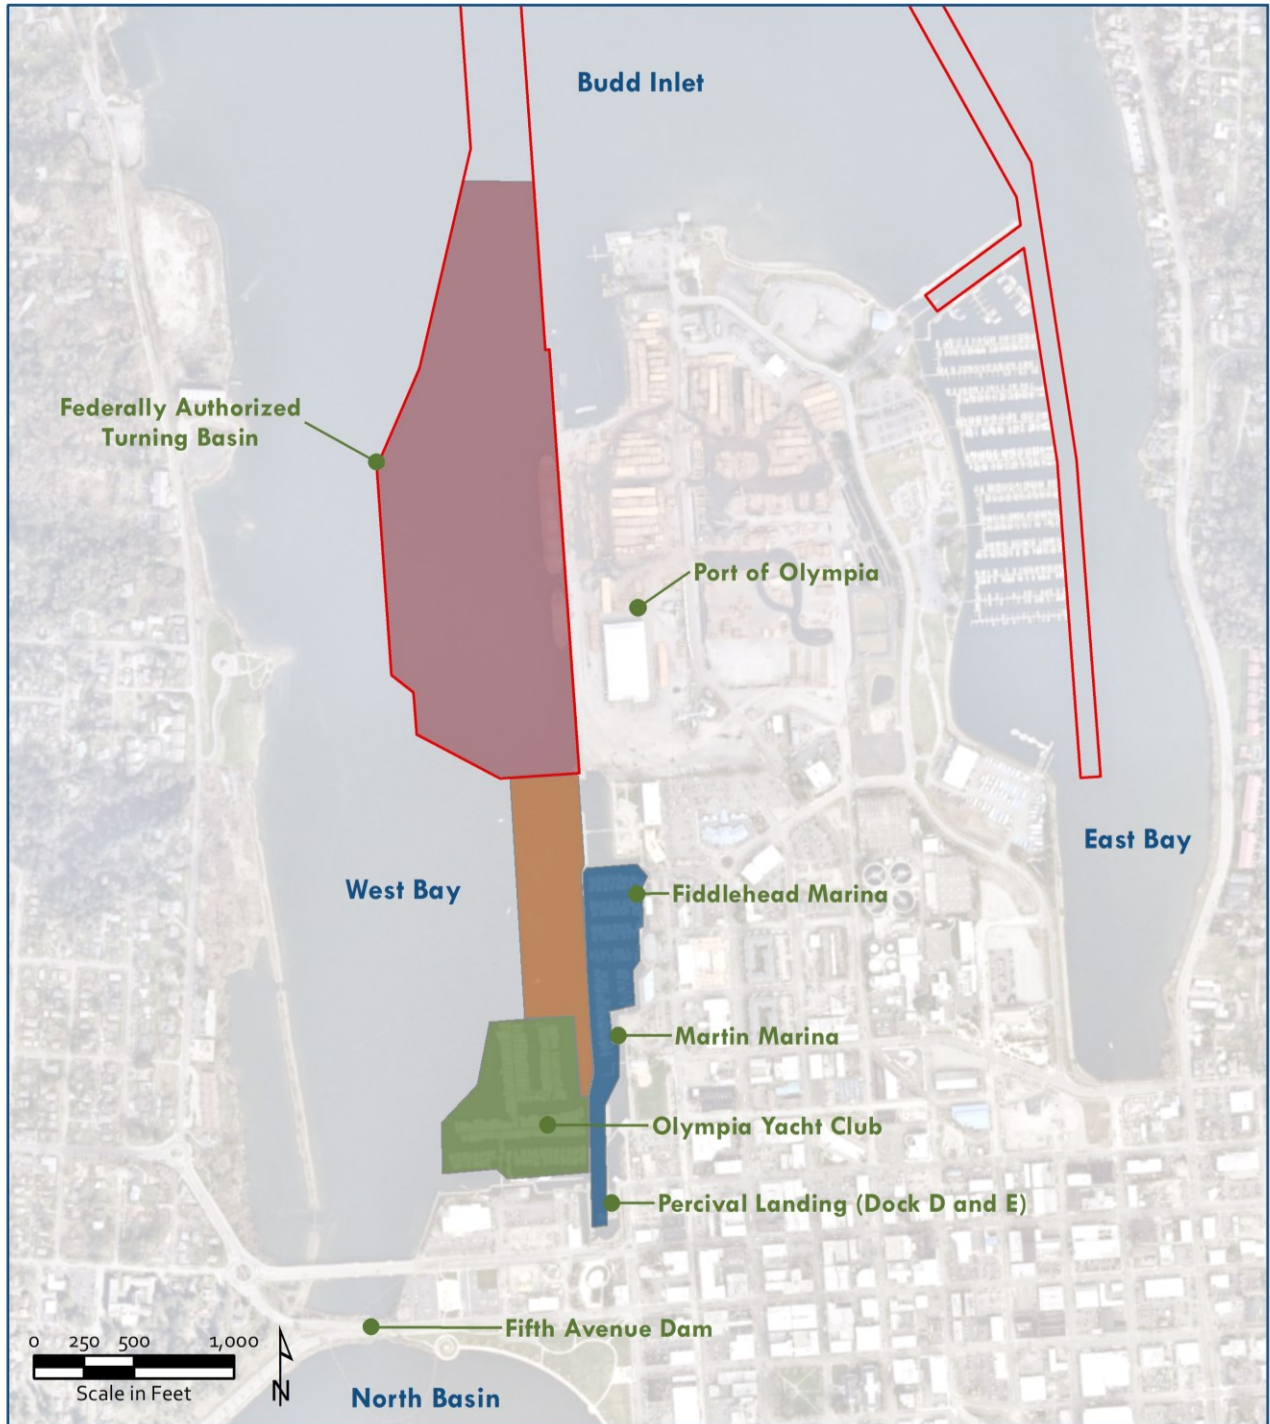 Budd Inlet
Federally Authorized
Turning Basin
Port of Olympia
East Bay
West Bay
Fiddlehead Marina
Martin Marina
Olympia Yacht Club
Percival Landing (Dock D and E)
Fifth Avenue Dam
0 250 500 1,000
Scale in Feet
N
North Basin